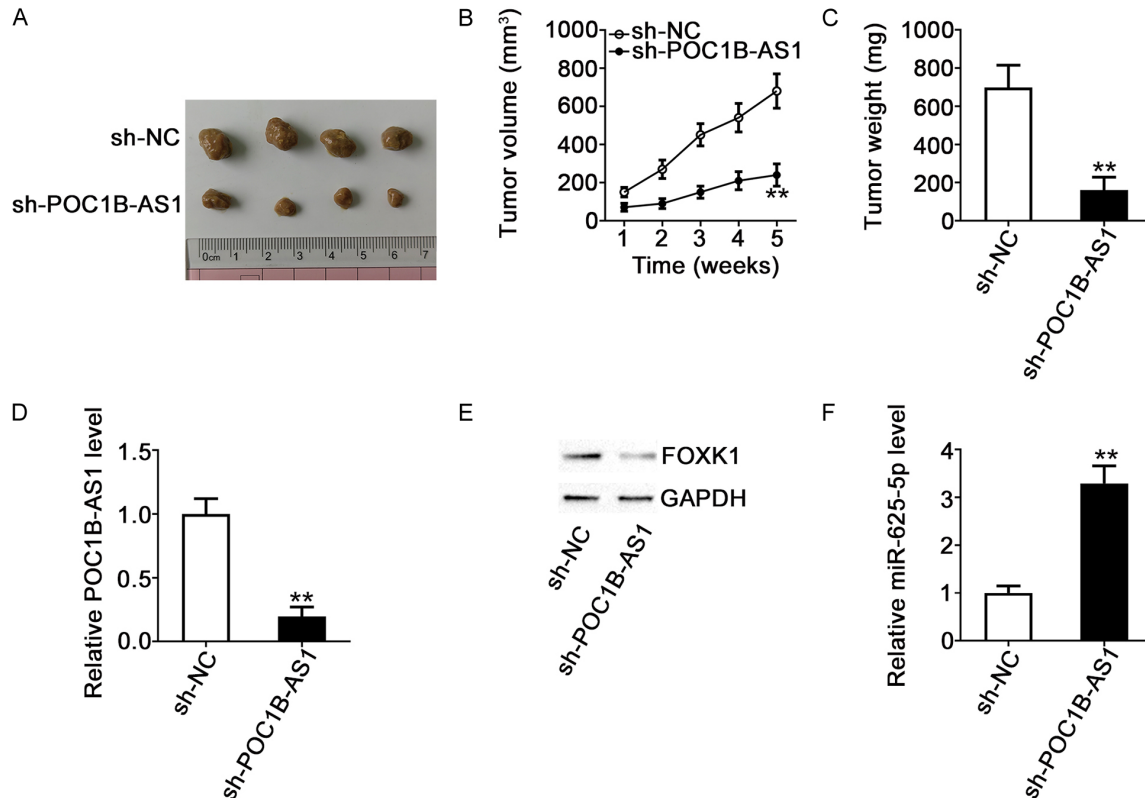 A
sh-NC
sh-POC1B-AS1
0cm 1 2 3 4 5 6 7
B
Tumor volume (mm³)
1000
800
600
400
200
0
sh-NC
sh-POC1B-AS1
**
1 2 3 4 5
Time (weeks)
C
Tumor weight (mg)
1000
800
600
400
200
0
**
sh-NC
sh-POC1B-AS1
D
Relative POC1B-AS1 level
1.5
1.0
0.5
0.0
**
sh-NC
sh-POC1B-AS1
E
FOXK1
GAPDH
sh-NC
sh-POC1B-AS1
F
Relative miR-625-5p level
4
3
2
1
0
**
sh-NC
sh-POC1B-AS1